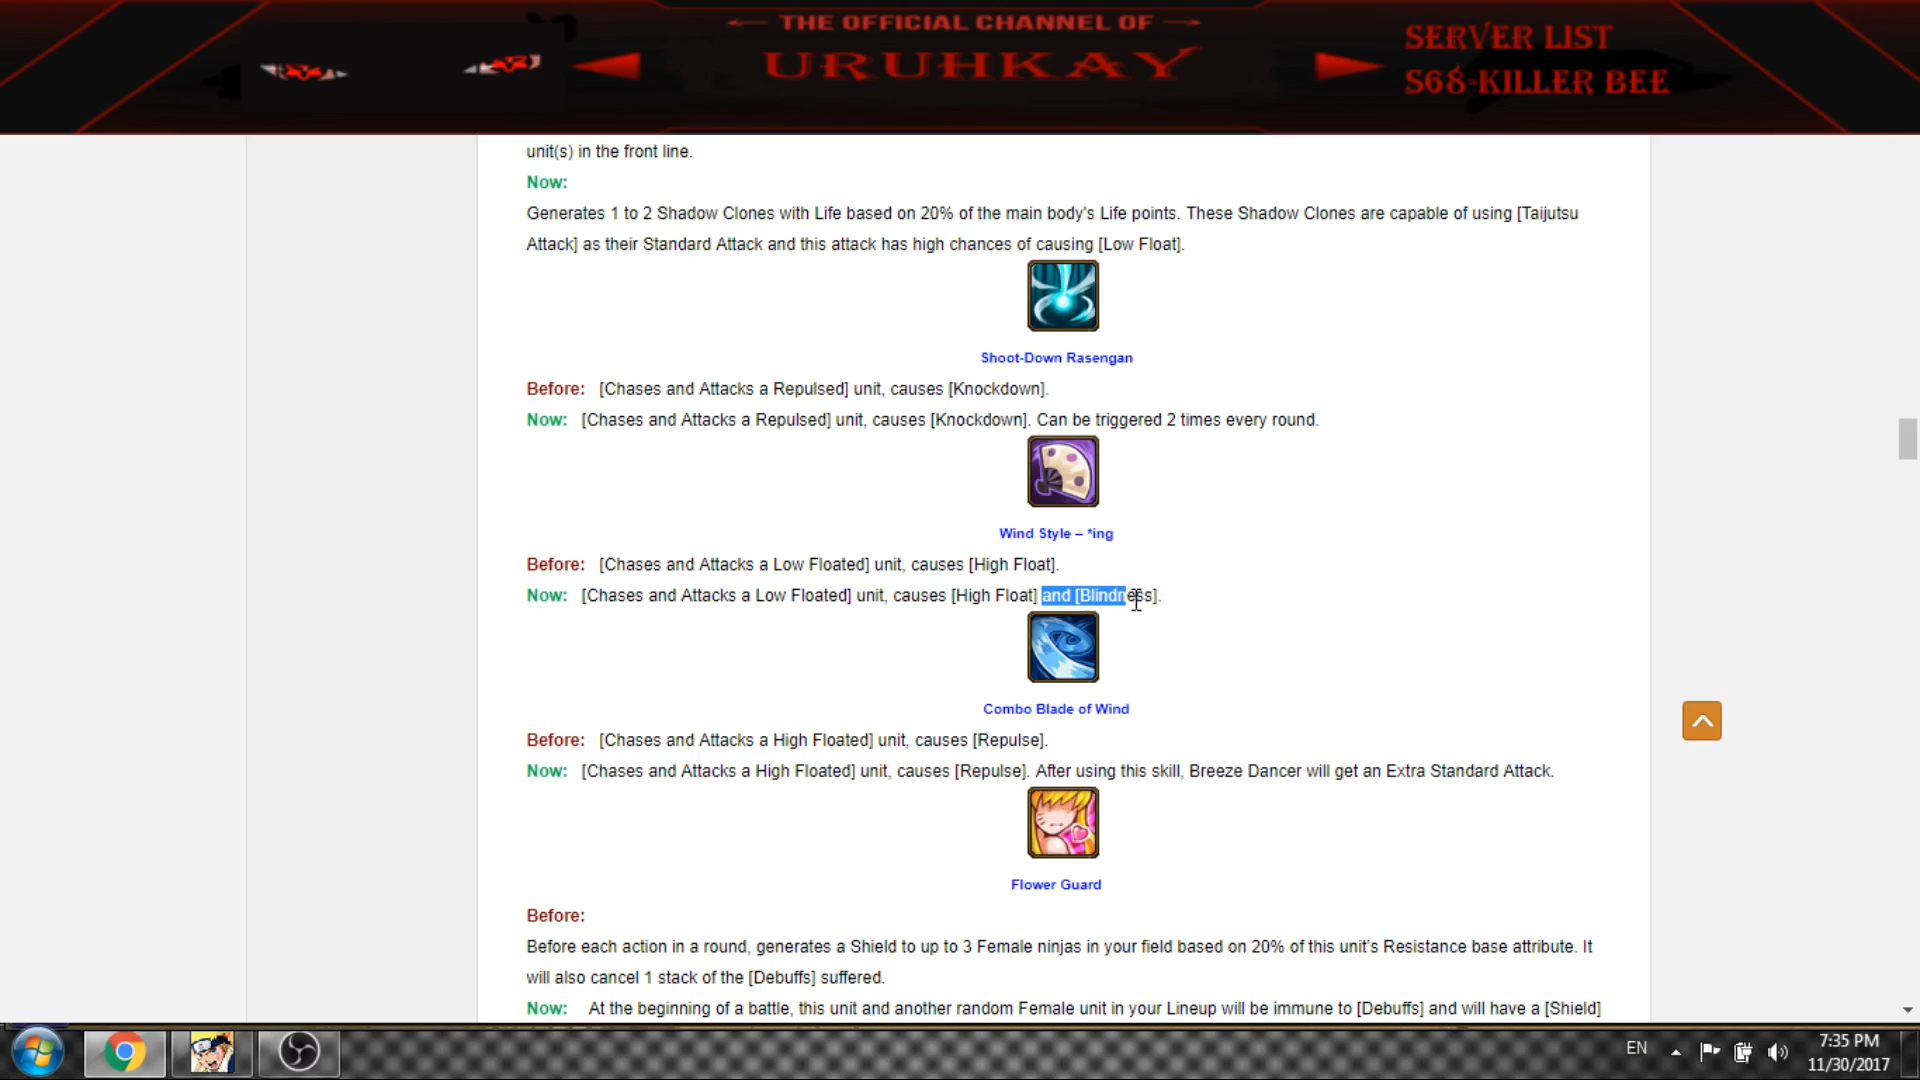 THE OFFICIAL CHANNEL OF
URUHKAY
SERVER LIST
S68-KILLER BEE
unit(s) in the front line.
Now:
Generates 1 to 2 Shadow Clones with Life based on 20% of the main body's Life points. These Shadow Clones are capable of using [Taijutsu
Attack] as their Standard Attack and this attack has high chances of causing [Low Float].
Shoot-Down Rasengan
Before: [Chases and Attacks a Repulsed] unit, causes [Knockdown].
Now: [Chases and Attacks a Repulsed] unit, causes [Knockdown]. Can be triggered 2 times every round.
Wind Style – *ing
Before: [Chases and Attacks a Low Floated] unit, causes [High Float].
Now: [Chases and Attacks a Low Floated] unit, causes [High Float] and [Blindness].
Combo Blade of Wind
Before: [Chases and Attacks a High Floated] unit, causes [Repulse].
Now: [Chases and Attacks a High Floated] unit, causes [Repulse]. After using this skill, Breeze Dancer will get an Extra Standard Attack.
Flower Guard
Before:
Before each action in a round, generates a Shield to up to 3 Female ninjas in your field based on 20% of this unit's Resistance base attribute. It
will also cancel 1 stack of the [Debuffs] suffered.
Now: At the beginning of a battle, this unit and another random Female unit in your Lineup will be immune to [Debuffs] and will have a [Shield]
EN
7:35 PM
11/30/2017